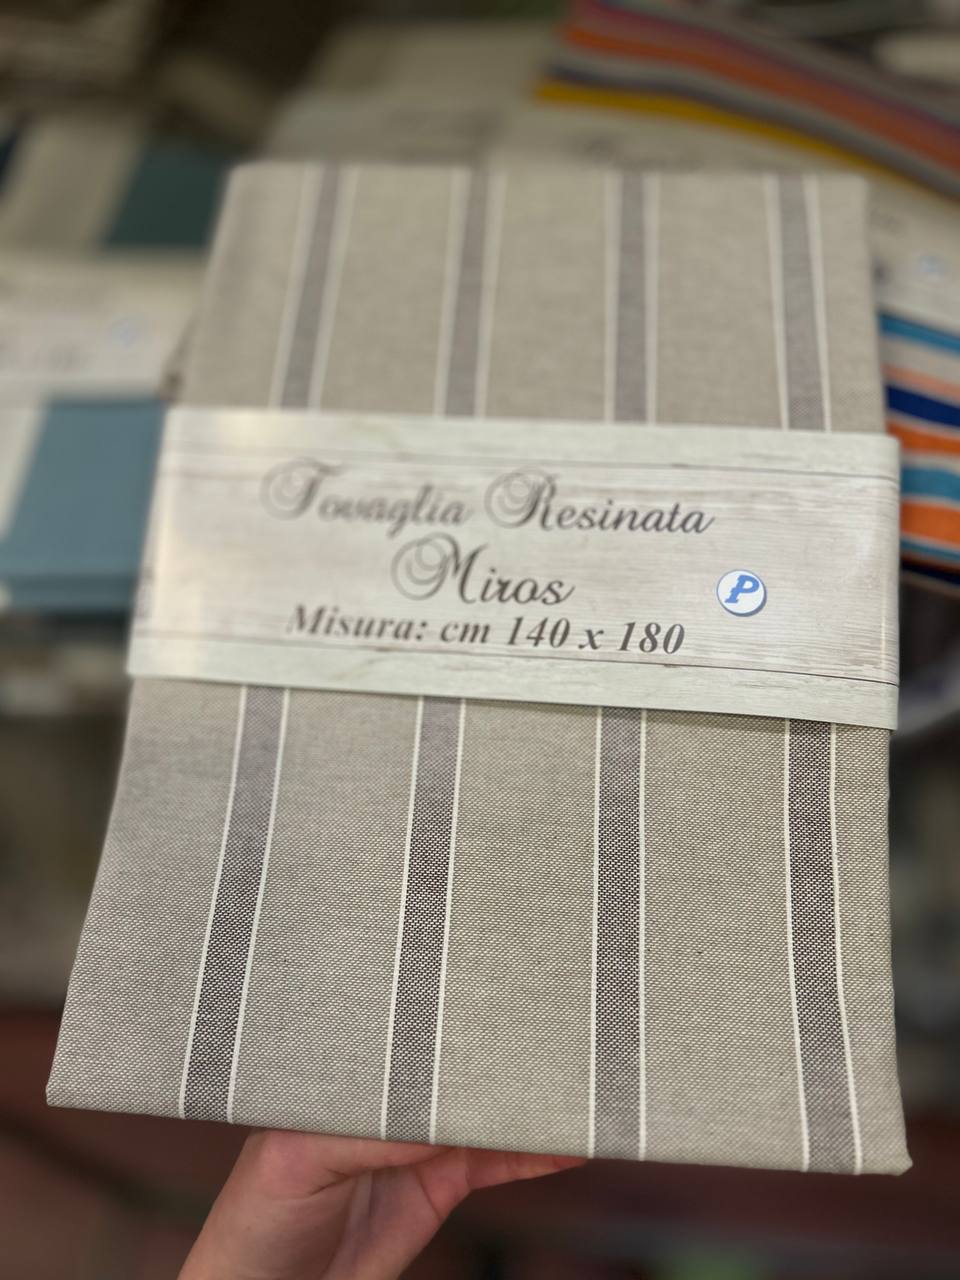 Tovaglia Resinata
Miros
P
Misura: cm 140 x 180